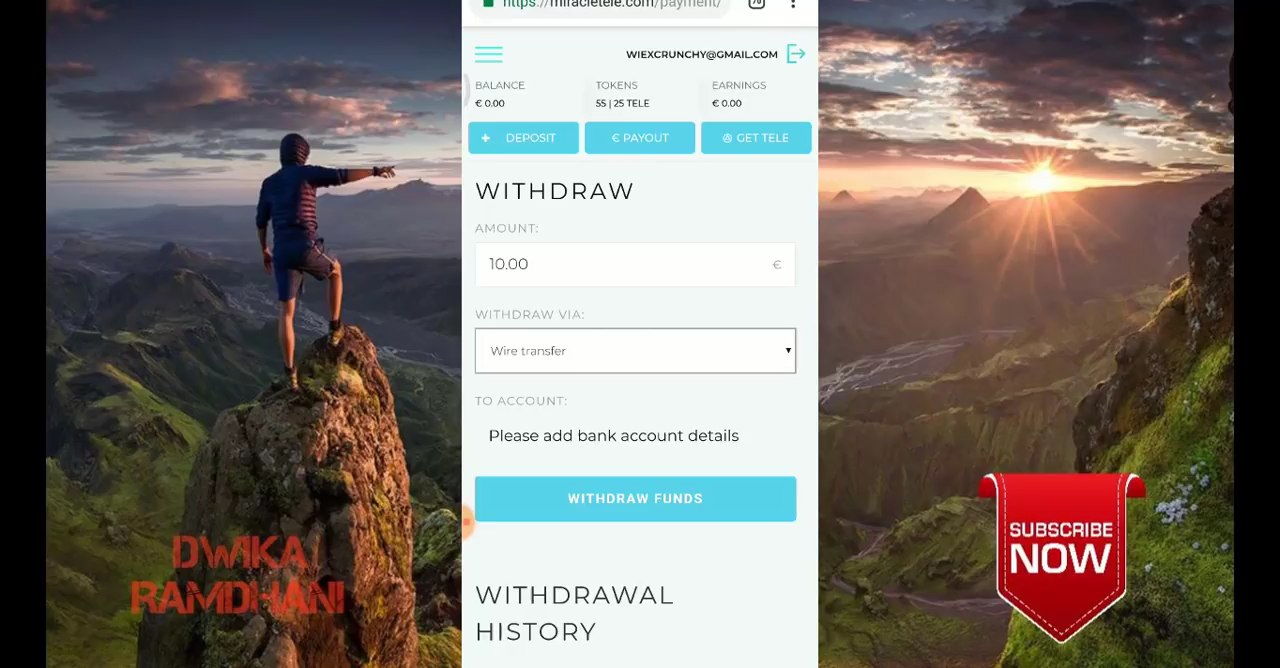 https://miracletele.com/payment/
WIEXCRUNCHY@GMAIL.COM
BALANCE TOKENS EARNINGS
€ 0.00 55 | 25 TELE € 0.00
+ DEPOSIT € PAYOUT GET TELE
WITHDRAW
AMOUNT:
10.00 €
WITHDRAW VIA:
Wire transfer
TO ACCOUNT:
Please add bank account details
WITHDRAW FUNDS
WITHDRAWAL
HISTORY
DWIKA
RAMDHANI
SUBSCRIBE
NOW